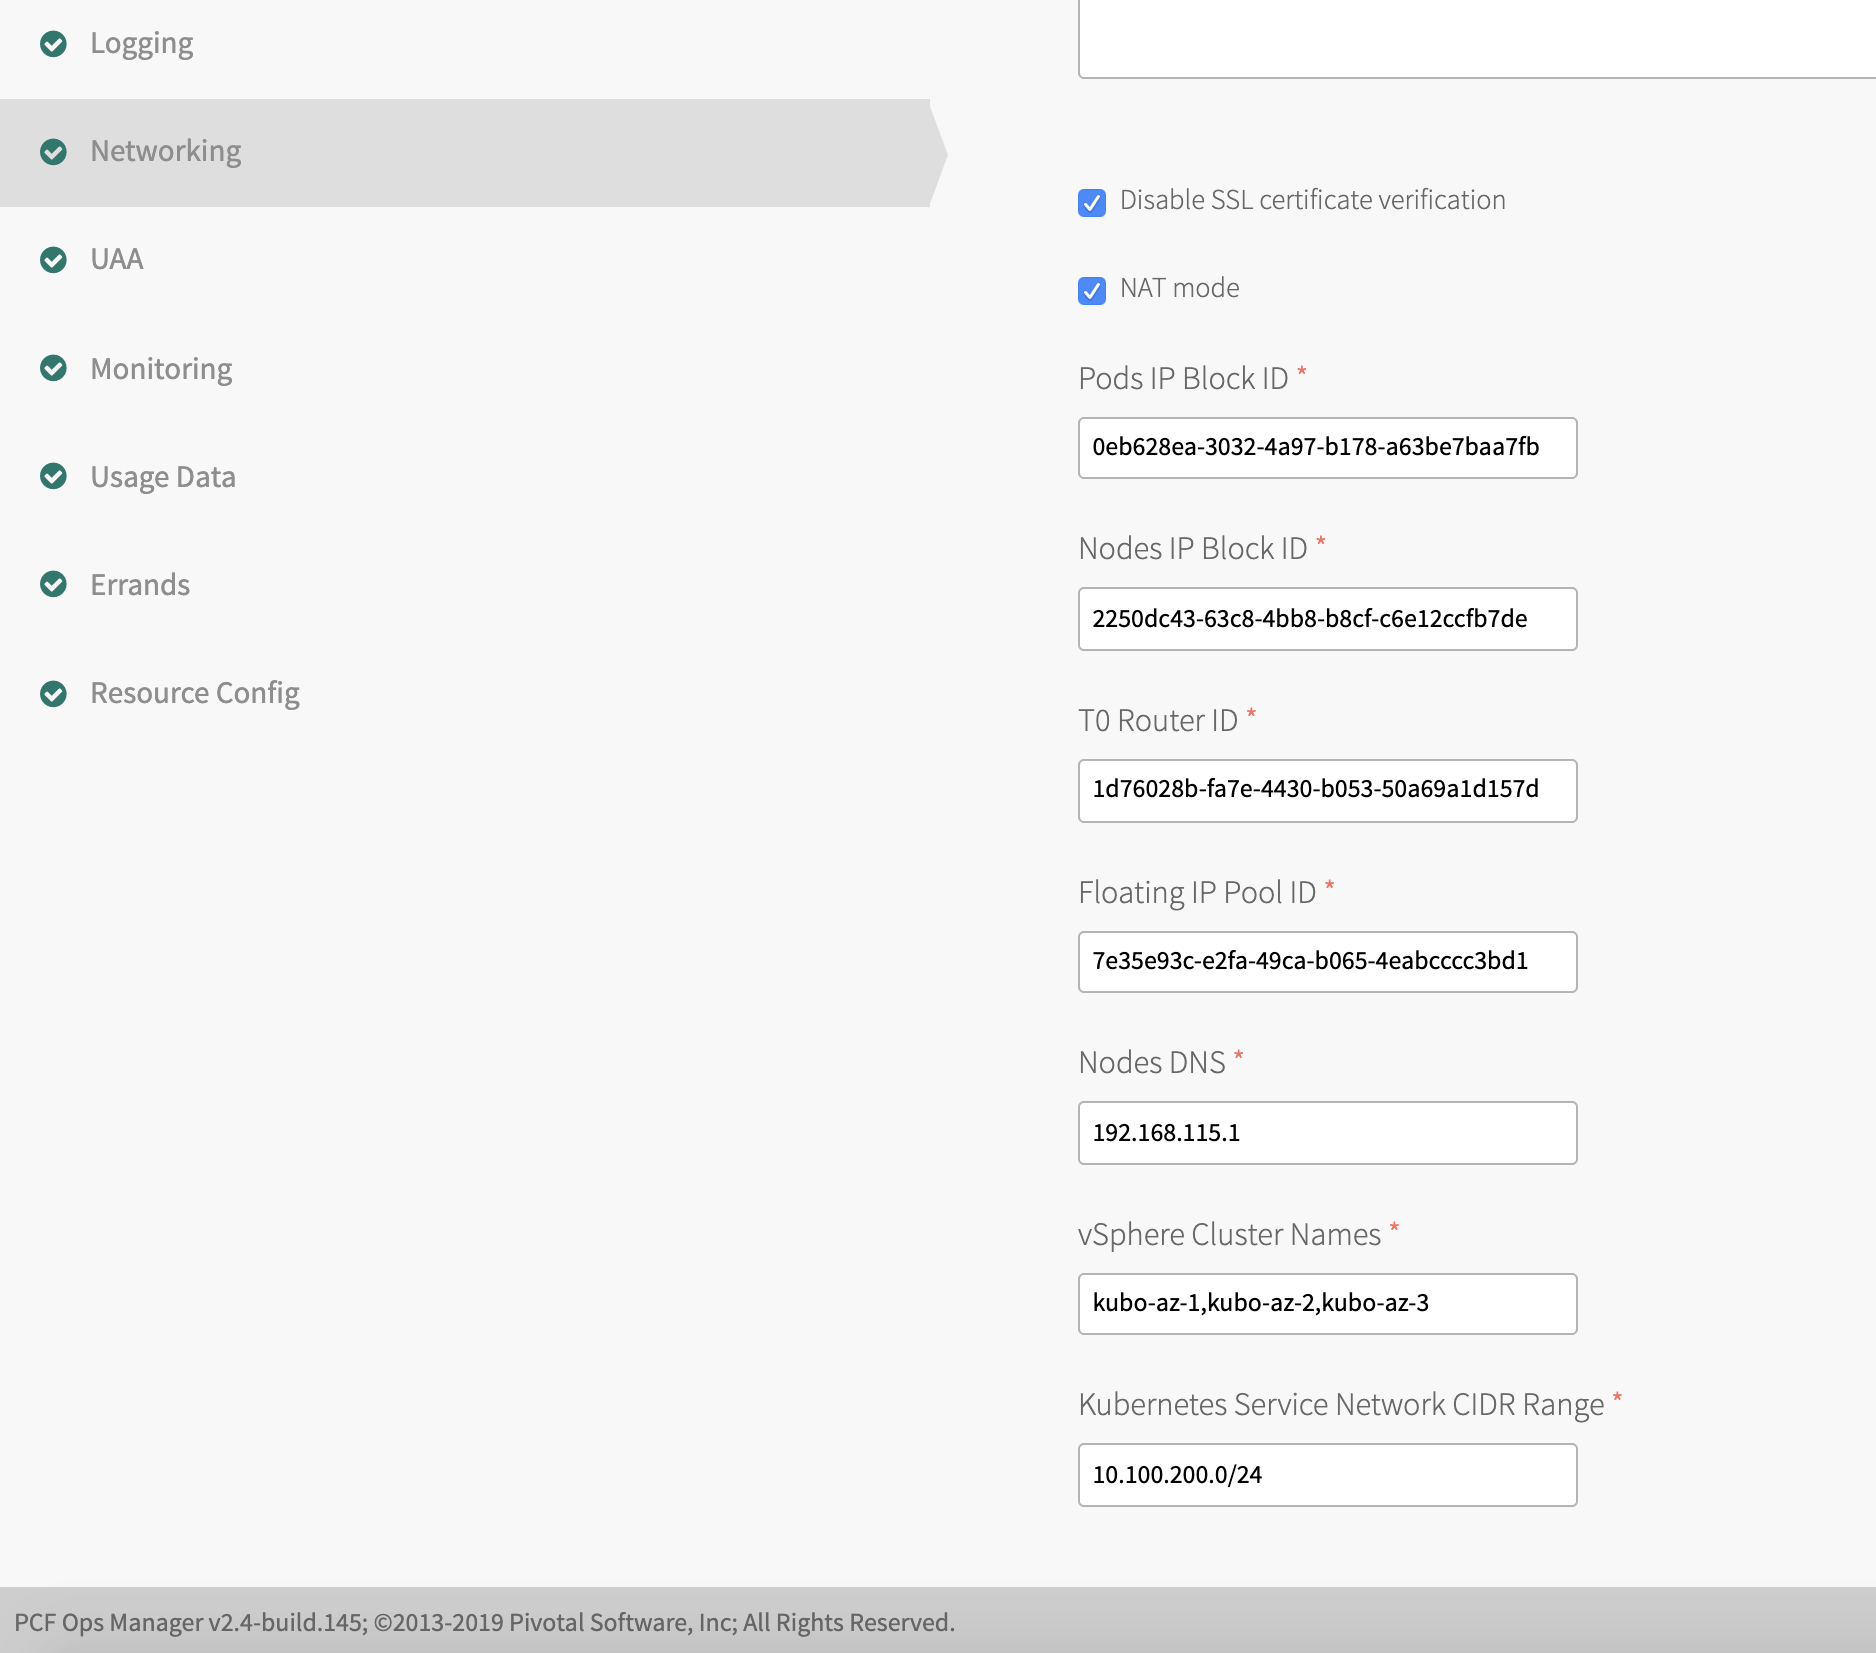 Logging
Networking
UAA
Monitoring
Usage Data
Errands
Resource Config
Disable SSL certificate verification
NAT mode
Pods IP Block ID *
0eb628ea-3032-4a97-b178-a63be7baa7fb
Nodes IP Block ID *
2250dc43-63c8-4bb8-b8cf-c6e12ccfb7de
T0 Router ID *
1d76028b-fa7e-4430-b053-50a69a1d157d
Floating IP Pool ID *
7e35e93c-e2fa-49ca-b065-4eabcccc3bd1
Nodes DNS *
192.168.115.1
vSphere Cluster Names *
kubo-az-1,kubo-az-2,kubo-az-3
Kubernetes Service Network CIDR Range *
10.100.200.0/24
PCF Ops Manager v2.4-build.145; ©2013-2019 Pivotal Software, Inc; All Rights Reserved.